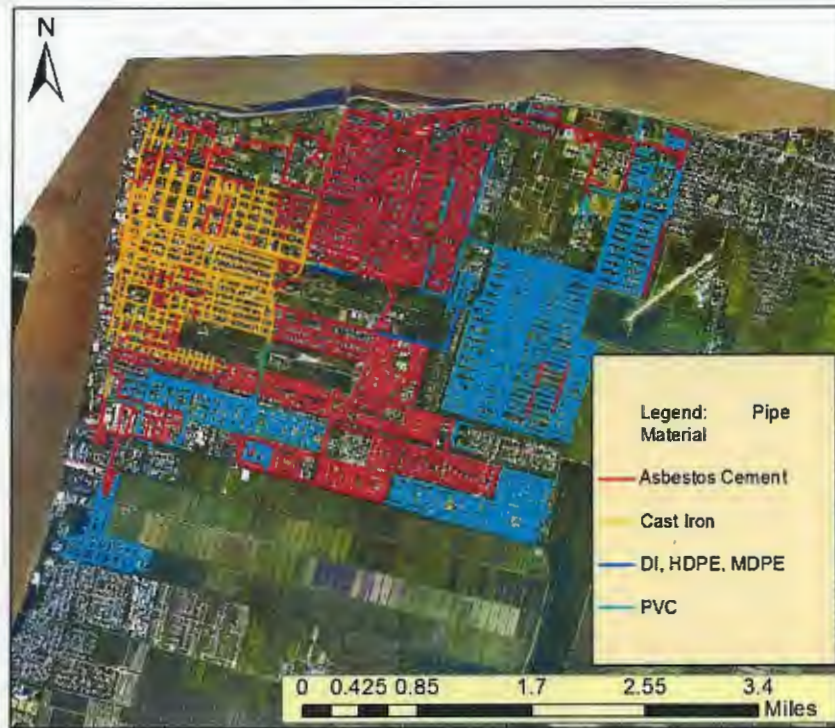 N
Legend: Pipe
Material
Asbestos Cement
Cast Iron
DI, HDPE, MDPE
PVC
0 0.425 0.85 1.7 2.55 3.4
Miles